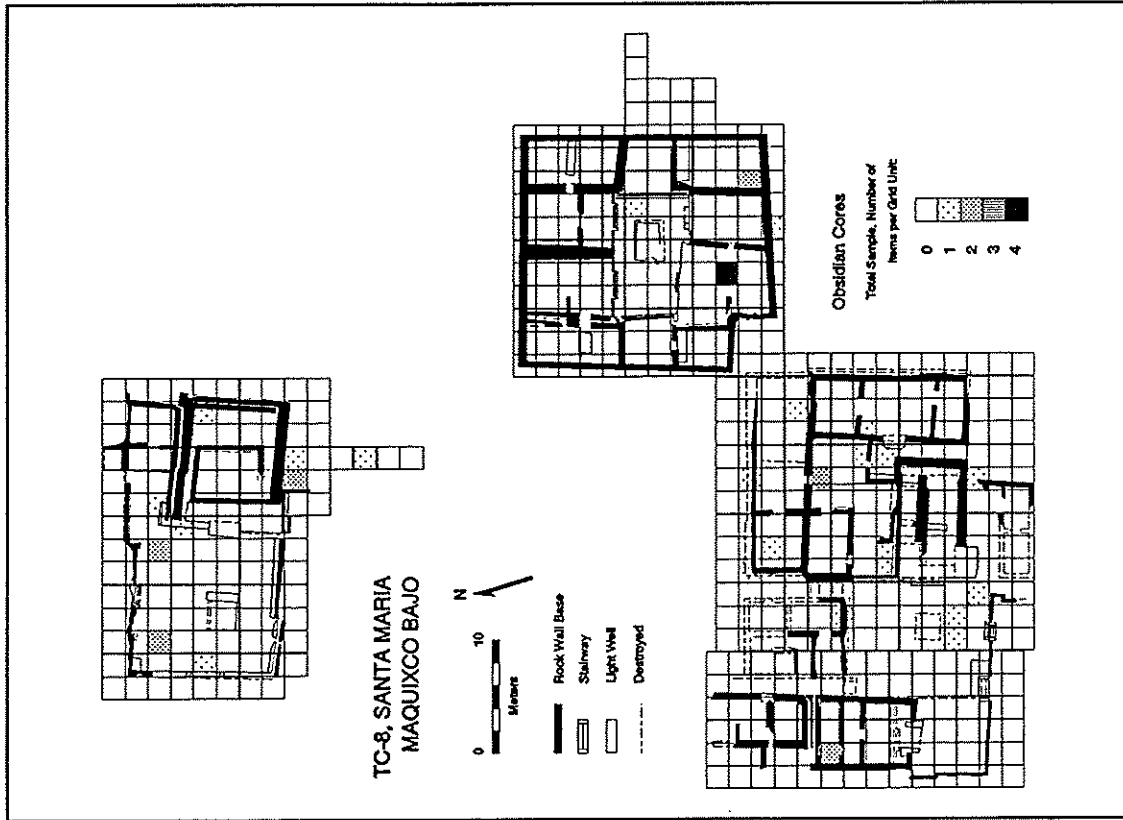 TC-8, SANTA MARIA
MAQUIXCO BAJO
N
0 10
Meters
Rock Wall Base
Stairway
Light Well
Destroyed
Obsidian Cores
Total Sample, Number of
Items per Grid Unit:
0
1
2
3
4